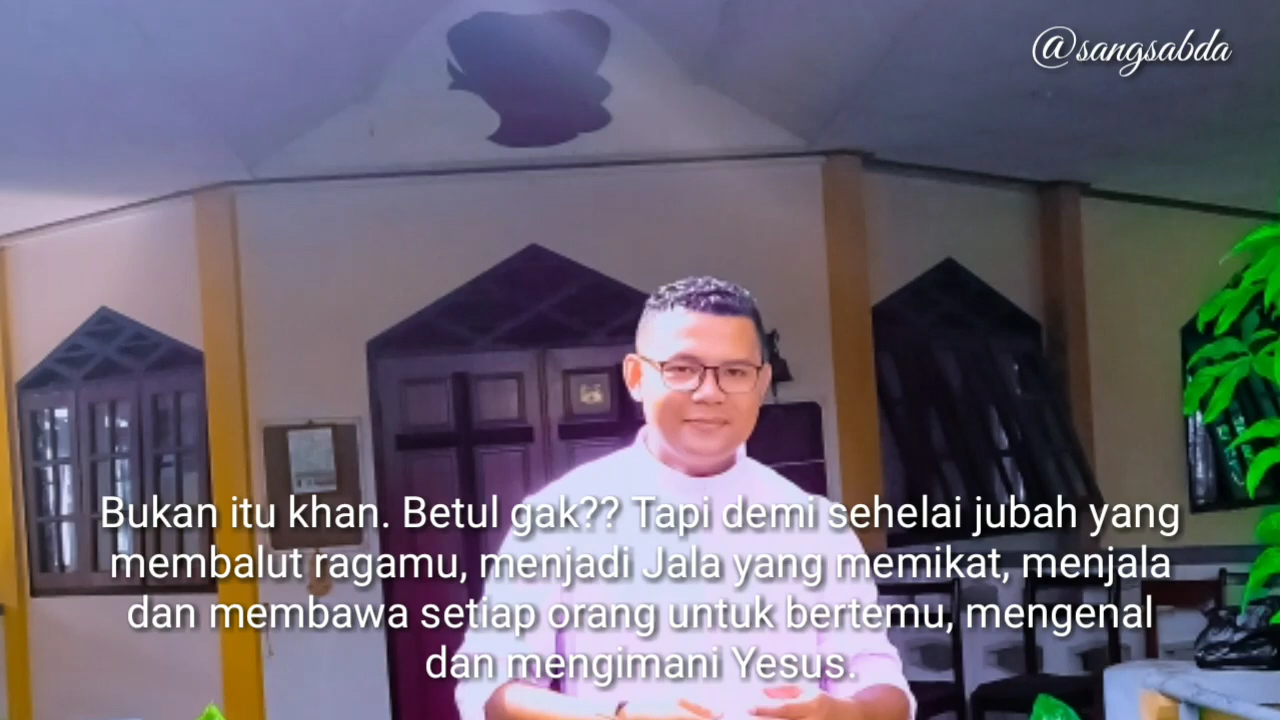 @sangsabda
Bukan itu khan. Betul gak?? Tapi demi sehelai jubah yang
membalut ragamu, menjadi Jala yang memikat, menjala
dan membawa setiap orang untuk bertemu, mengenal
dan mengimani Yesus.